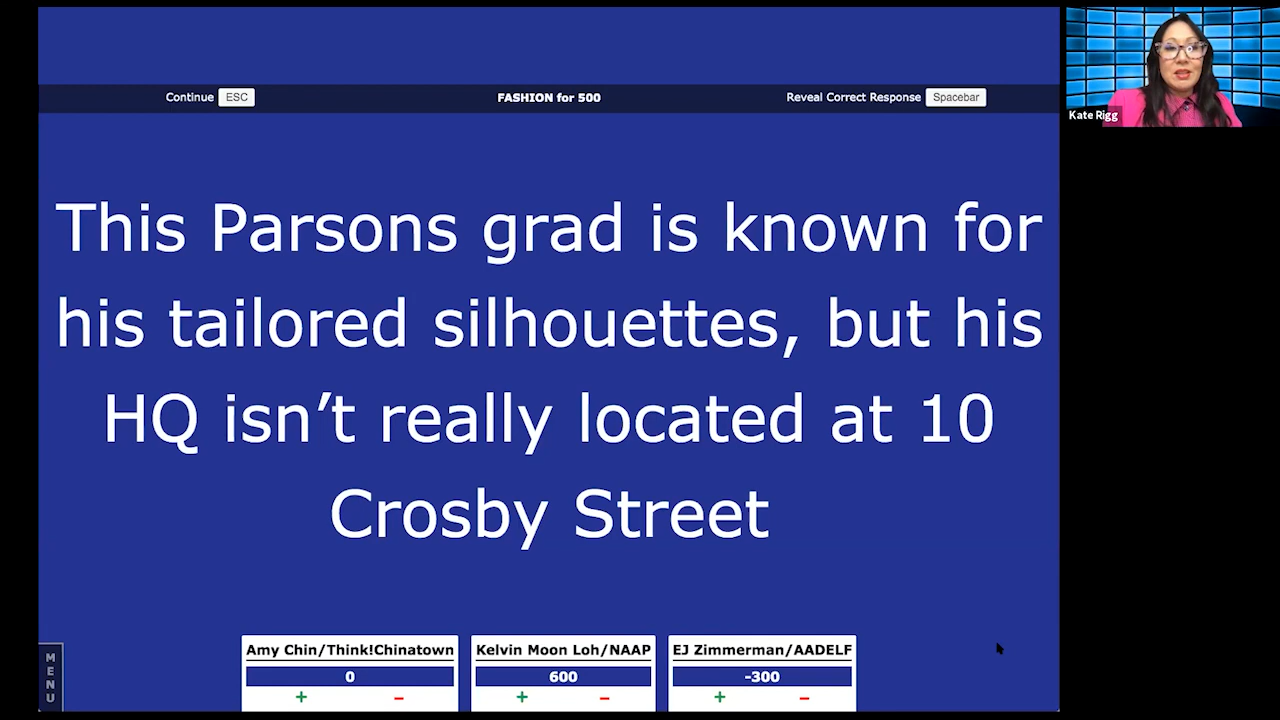 Continue ESC FASHION for 500 Reveal Correct Response Spacebar
Kate Rigg
This Parsons grad is known for
his tailored silhouettes, but his
HQ isn’t really located at 10
Crosby Street
MENU
Amy Chin/Think!Chinatown Kelvin Moon Loh/NAAP EJ Zimmerman/AADELF
0 600 -300
+ − + − + −